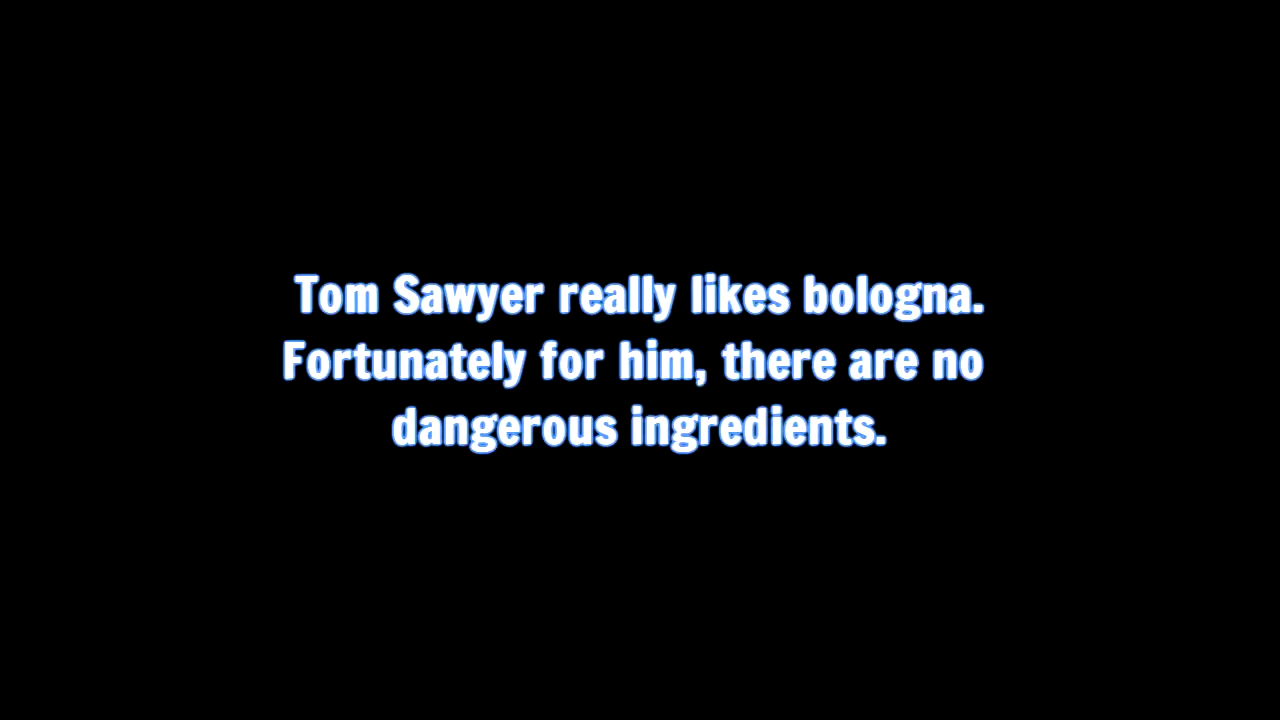 Tom Sawyer really likes bologna.
Fortunately for him, there are no
dangerous ingredients.